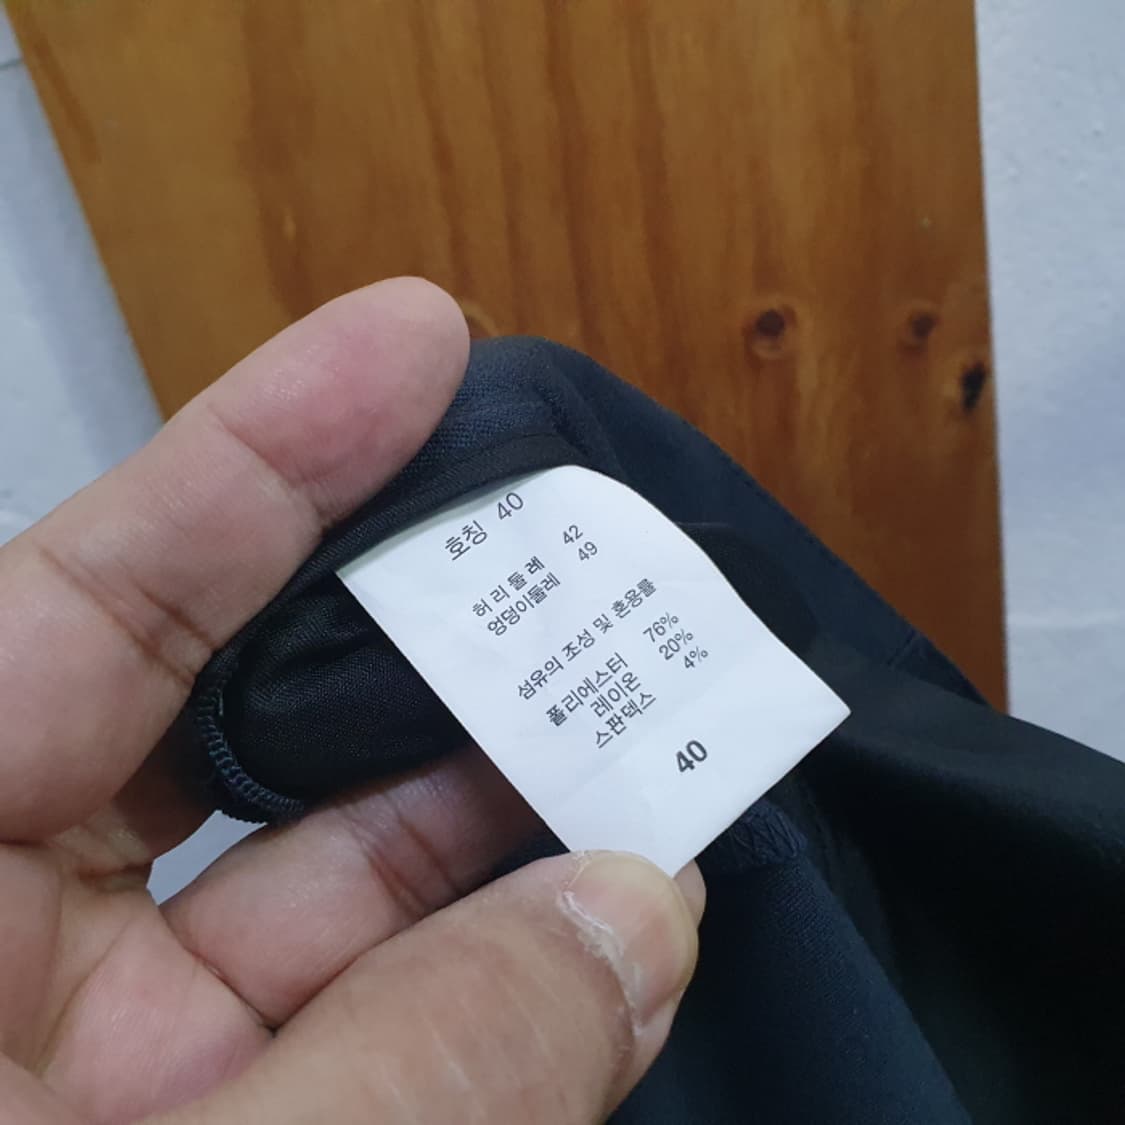 호칭 40
허리둘레 42
엉덩이둘레 49
섬유의 조성 및 혼용률
폴리에스터 76%
레이온 20%
스판덱스 4%
40